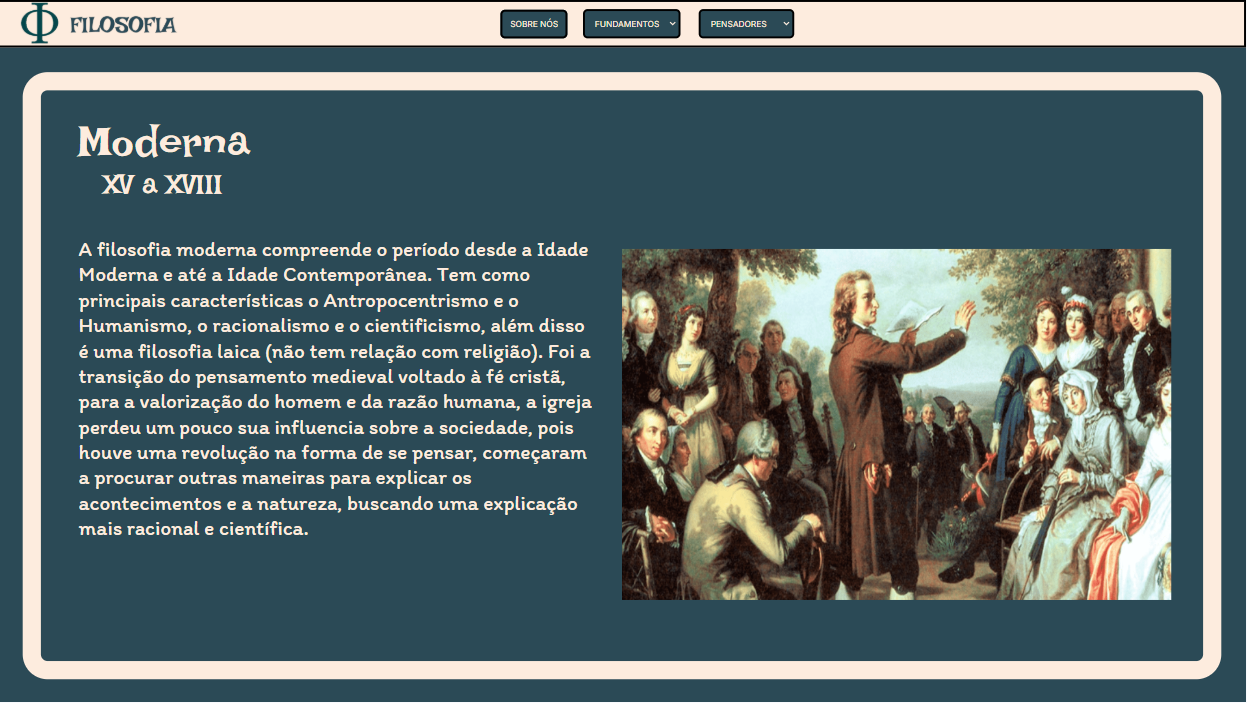 Φ FILOSOFIA
SOBRE NÓS
FUNDAMENTOS
PENSADORES
Moderna
XV a XVIII
A filosofia moderna compreende o período desde a Idade
Moderna e até a Idade Contemporânea. Tem como
principais características o Antropocentrismo e o
Humanismo, o racionalismo e o cientificismo, além disso
é uma filosofia laica (não tem relação com religião). Foi a
transição do pensamento medieval voltado à fé cristã,
para a valorização do homem e da razão humana, a igreja
perdeu um pouco sua influencia sobre a sociedade, pois
houve uma revolução na forma de se pensar, começaram
a procurar outras maneiras para explicar os
acontecimentos e a natureza, buscando uma explicação
mais racional e científica.